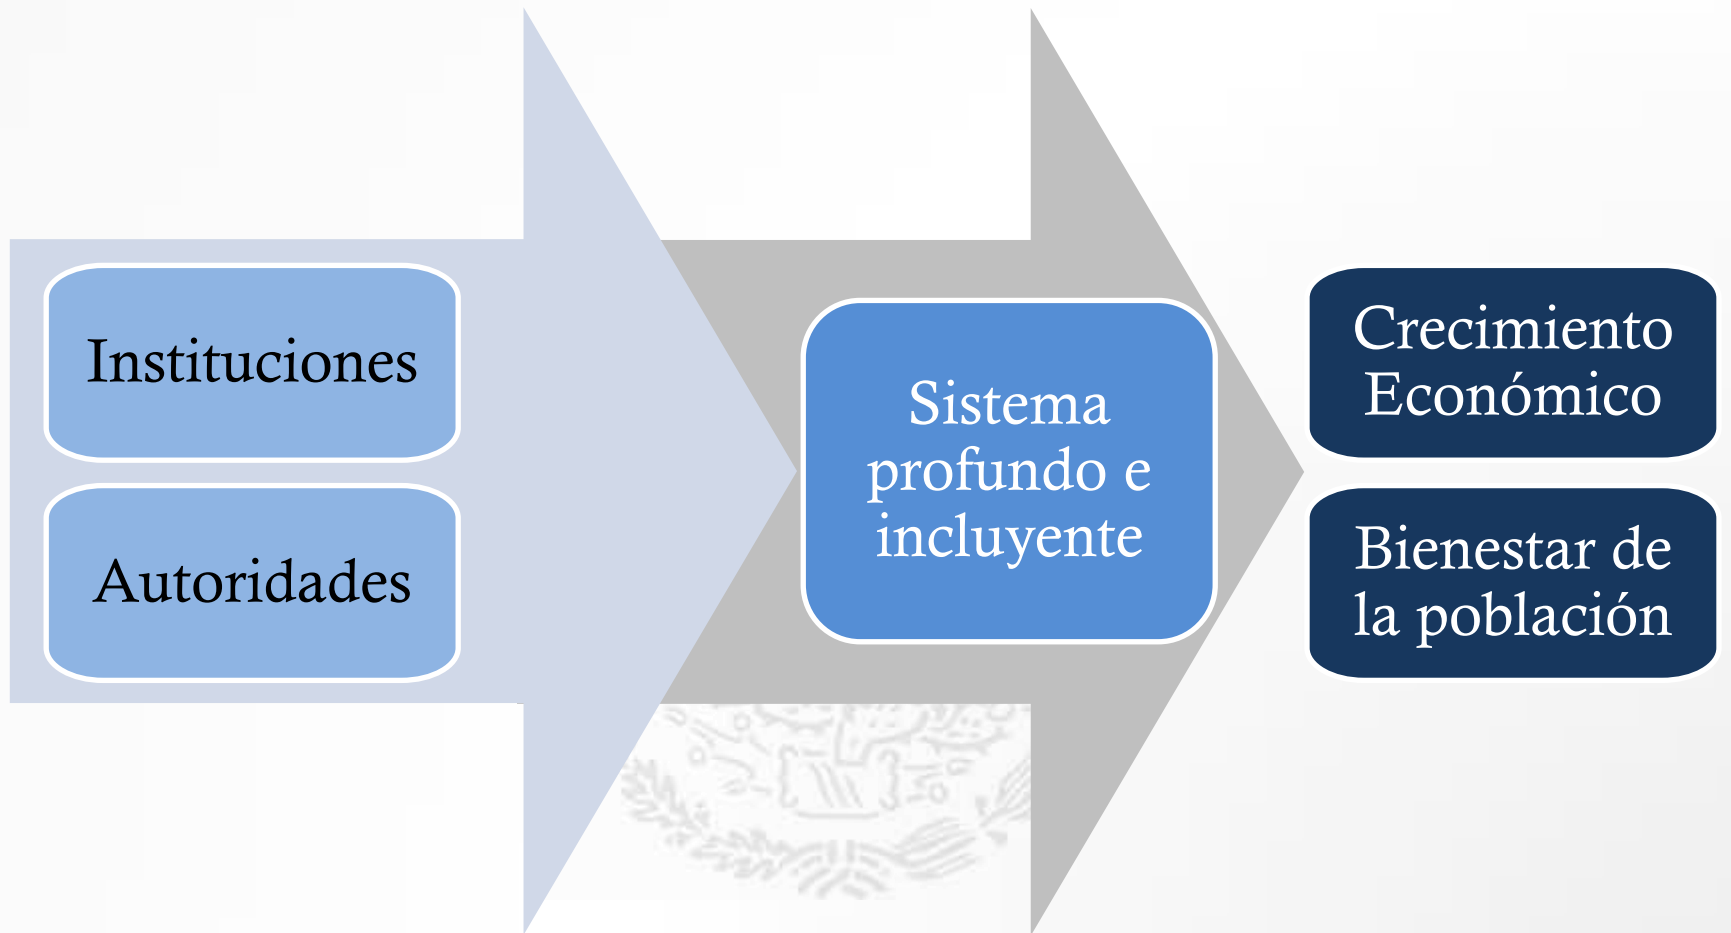 Instituciones
Autoridades
Sistema
profundo e
incluyente
Crecimiento
Económico
Bienestar de
la población